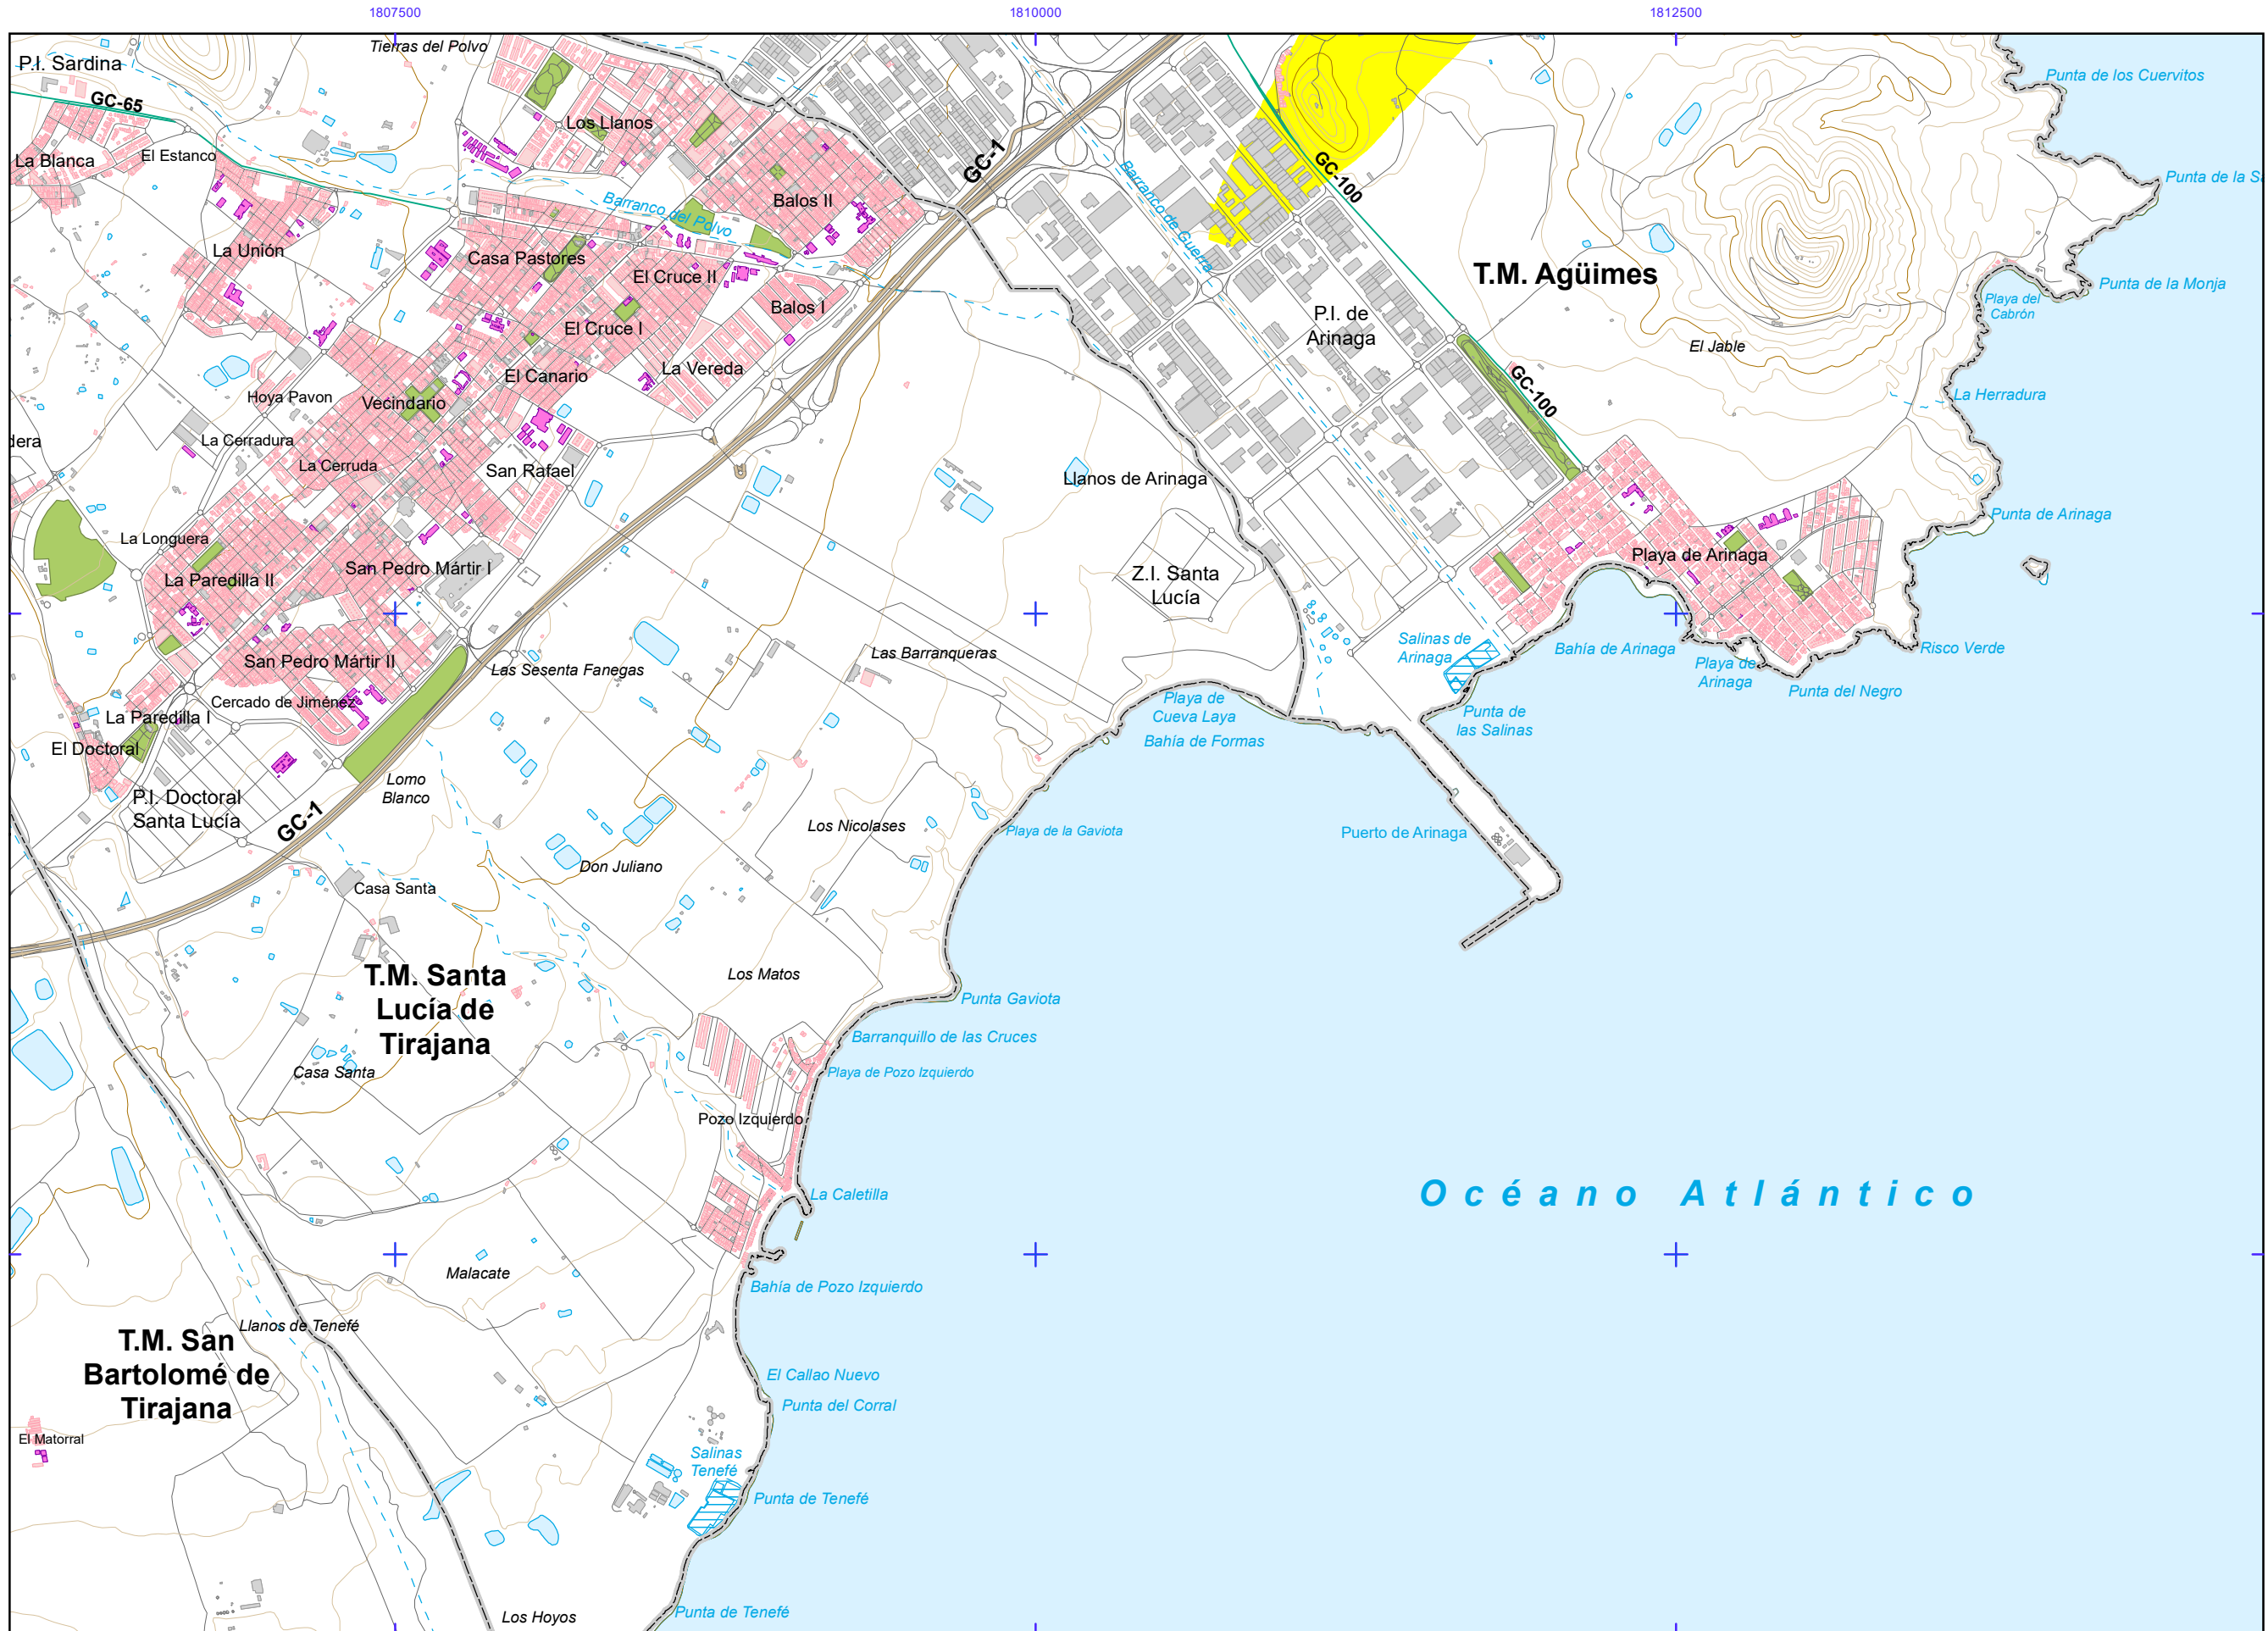 1807500
1810000
1812500
P.I. Sardina
Tierras del Polvo
Punta de los Cuervitos
GC-65
Los Llanos
La Blanca
El Estanco
GC-1
GC-100
Barranco de Guerra
Balos II
Barranco del Polvo
La Unión
Casa Pastores
El Cruce II
T.M. Agüimes
Punta de la Monja
Playa del
Cabrón
Balos I
El Cruce I
P.I. de
Arinaga
El Jable
La Vereda
El Canario
GC-100
Hoya Pavon
Vecindario
La Herradura
La Cerradura
La Cerruda
San Rafael
Llanos de Arinaga
Punta de Arinaga
La Longuera
La Paredilla II
San Pedro Mártir I
Playa de Arinaga
Z.I. Santa
Lucía
San Pedro Mártir II
Las Sesenta Fanegas
Las Barranqueras
Salinas de
Arinaga
Bahía de Arinaga
Playa de
Arinaga
Risco Verde
Punta del Negro
Cercado de Jiménez
La Paredilla I
El Doctoral
Playa de
Cueva Laya
Bahía de Formas
Punta de
las Salinas
Lomo
Blanco
P.I. Doctoral
Santa Lucía
GC-1
Los Nicolases
Playa de la Gaviota
Puerto de Arinaga
Don Juliano
Casa Santa
T.M. Santa
Lucía de
Tirajana
Los Matos
Punta Gaviota
Barranquillo de las Cruces
Casa Santa
Playa de Pozo Izquierdo
Pozo Izquierdo
La Caletilla
Océano Atlántico
Malacate
Bahía de Pozo Izquierdo
Llanos de Tenefé
T.M. San
Bartolomé de
Tirajana
El Callao Nuevo
Punta del Corral
El Matorral
Salinas
Tenefé
Punta de Tenefé
Los Hoyos
Punta de Tenefé